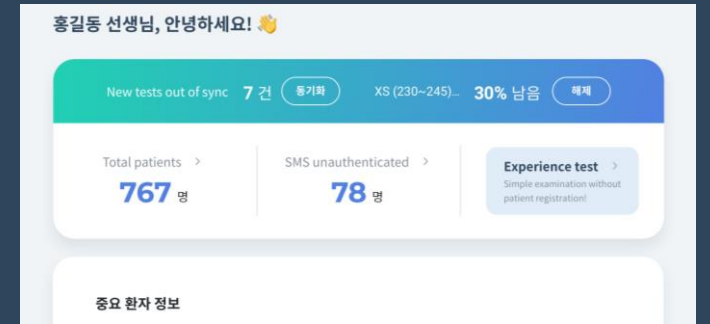 홍길동 선생님, 안녕하세요! 👋
New tests out of sync 7 건 동기화 XS (230~245)... 30% 남음 해제
Total patients >
767 명
SMS unauthenticated >
78 명
Experience test >
Simple examination without
patient registration!
중요 환자 정보